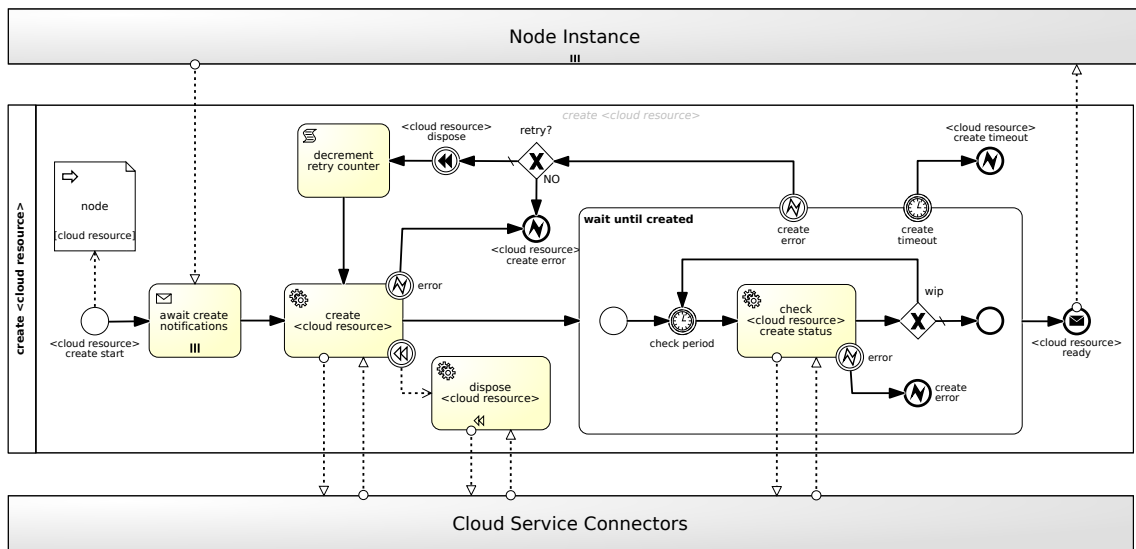 Node Instance
create <cloud resource>
create <cloud resource>
node
[cloud resource]
<cloud resource>
create start
await create
notifications
decrement
retry counter
<cloud resource>
dispose
retry?
NO
<cloud resource>
create error
create
<cloud resource>
error
dispose
<cloud resource>
wait until created
create
error
create
timeout
<cloud resource>
create timeout
check period
check
<cloud resource>
create status
error
create
error
wip
<cloud resource>
ready
Cloud Service Connectors